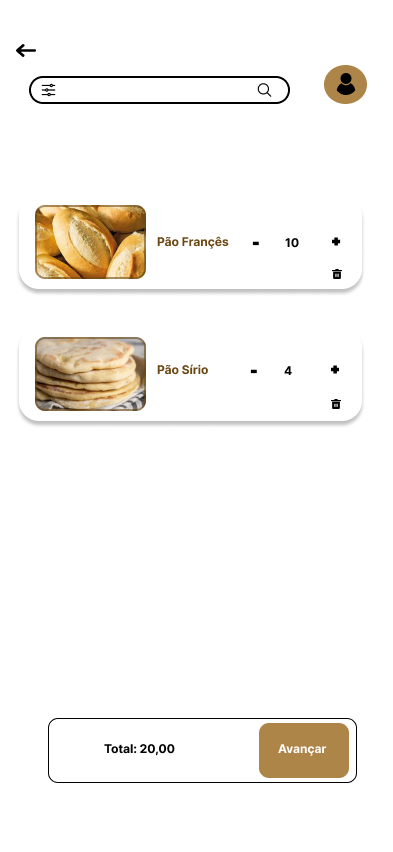 Pão Françês
-
10
+
Pão Sírio
-
4
+
Total: 20,00
Avançar